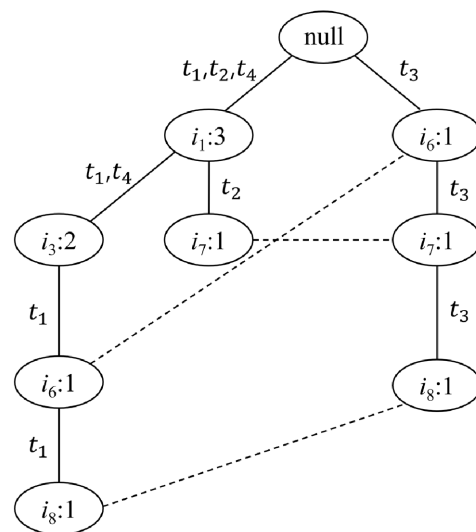 null
t₁,t₂,t₄
t₃
i₁:3
i₆:1
t₁,t₄
t₂
t₃
i₃:2
i₇:1
i₇:1
t₁
t₃
i₆:1
i₈:1
t₁
i₈:1